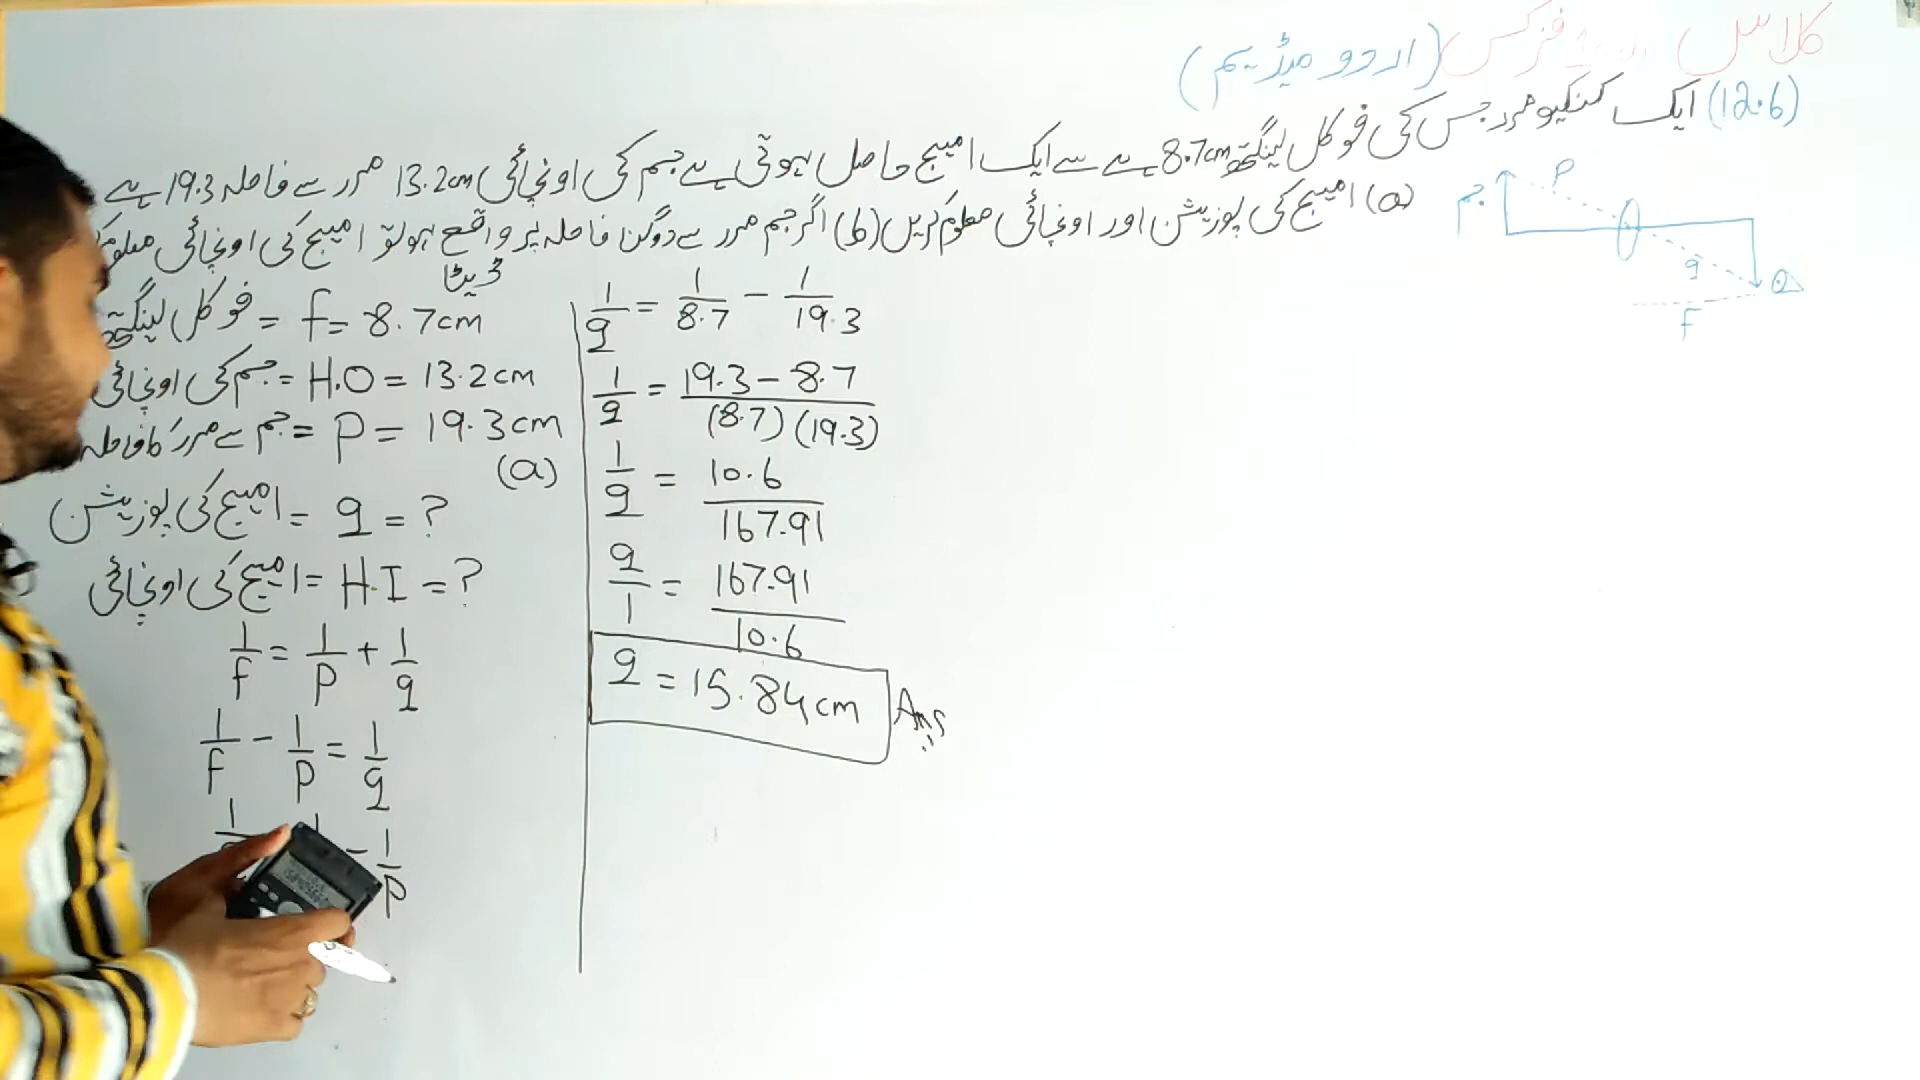 کلاس فزکس (اردو میڈیم)
(12.6) ایک کنکیو مرر جس کی فوکل لینگتھ 8.7cm ہے سے ایک امیج حاصل ہوتی ہے جسم کی اونچائی 13.2cm مرر سے فاصلہ 19.3 ہے
(a) امیج کی پوزیشن اور اونچائی معلوم کریں (b) اگر جسم مرر سے دوگنا فاصلہ پر واقع ہو تو امیج کی اونچائی
ڈیٹا
فوکل لینگتھ = f = 8.7cm
جسم کی اونچائی = H.O = 13.2cm
جسم سے مرر کا فاصلہ = P = 19.3cm
(a)
امیج کی پوزیشن = q = ?
امیج کی اونچائی = H.I = ?
1/f = 1/P + 1/q
1/f - 1/P = 1/q
- 1/P
1/q = 1/8.7 - 1/19.3
1/q = 19.3 - 8.7 / (8.7)(19.3)
1/q = 10.6 / 167.91
q/1 = 167.91 / 10.6
q = 15.84cm Ans
جسم
P
q
F